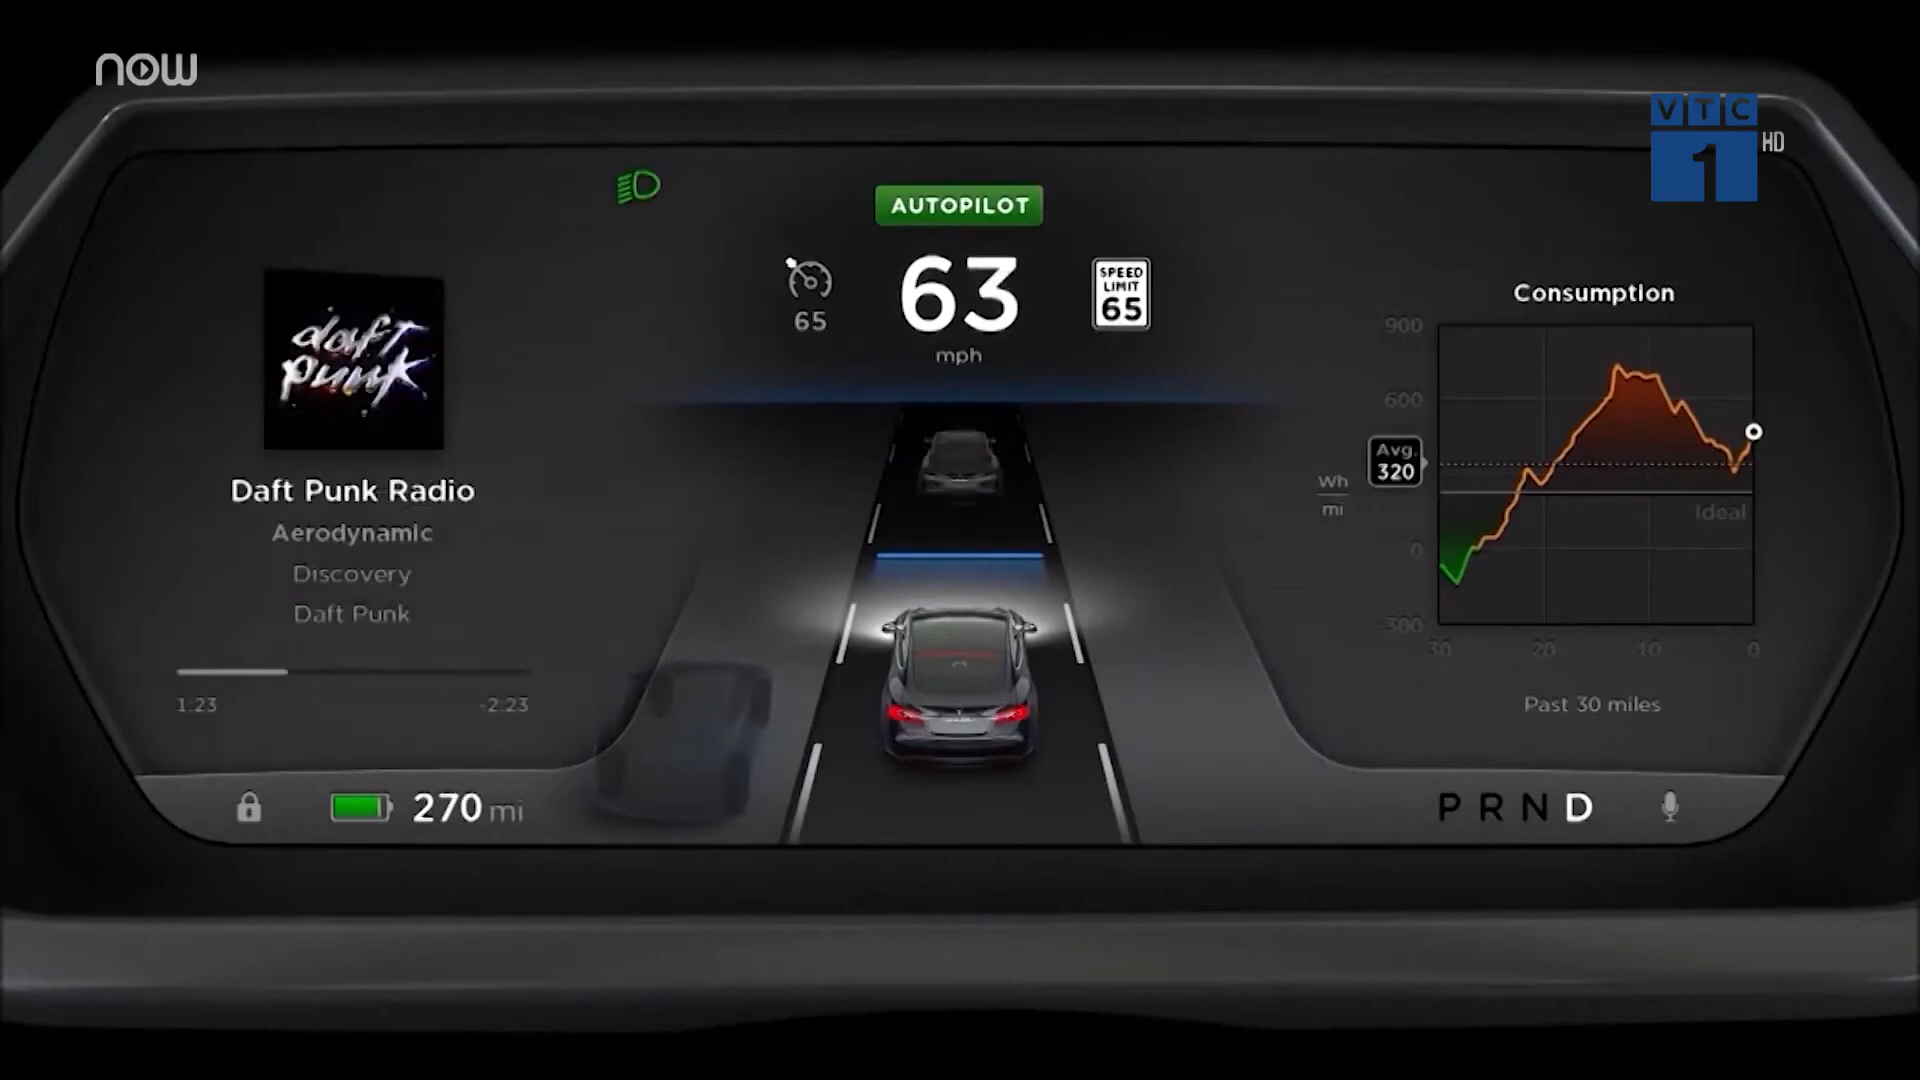 now
VTC
1
HD
AUTOPILOT
65
63
mph
SPEED
LIMIT
65
daft
punk
Daft Punk Radio
Aerodynamic
Discovery
Daft Punk
1:23
-2:23
270 mi
Consumption
900
600
0
-300
Avg.
320
Wh
mi
Ideal
30
20
10
0
Past 30 miles
P R N D